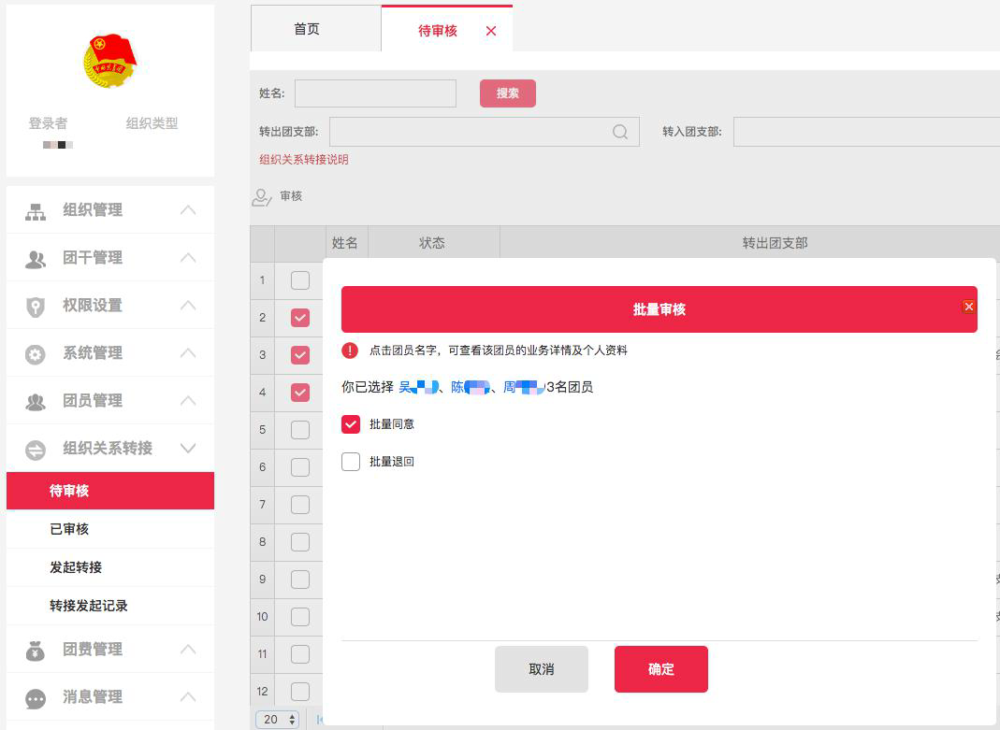 首页
待审核
登录者
组织类型
姓名:
搜索
转出团支部:
转入团支部:
组织关系转接说明
审核
组织管理
团干管理
权限设置
系统管理
团员管理
组织关系转接
待审核
已审核
发起转接
转接发起记录
团费管理
消息管理
姓名 状态 转出团支部
1
2
3
4
5
6
7
8
9
10
11
12
20
批量审核
点击团员名字，可查看该团员的业务详情及个人资料
你已选择 吴、陈、周3名团员
批量同意
批量退回
取消
确定